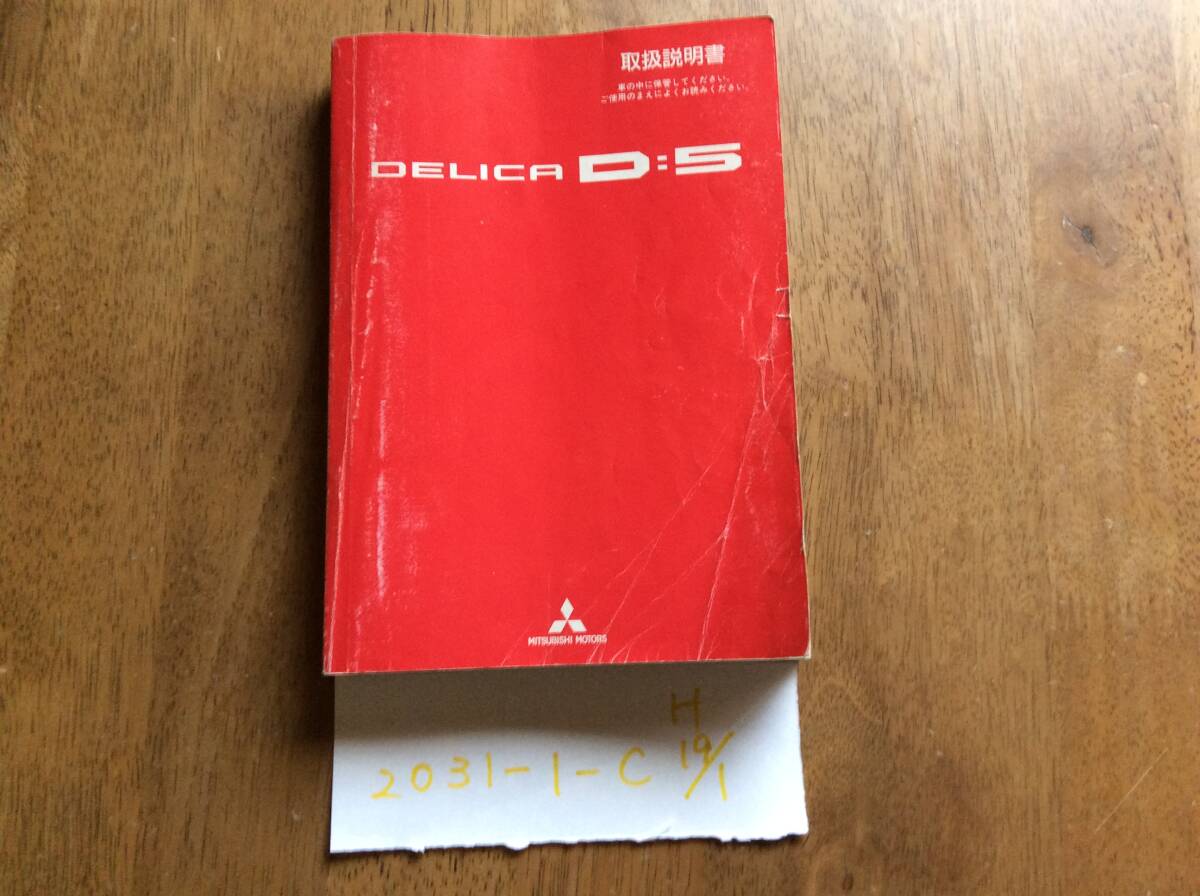 取扱説明書
車の中に保管してください。
ご使用のまえによくお読みください。
DELICA D:5
MITSUBISHI MOTORS
H
2031-1-C 19/1